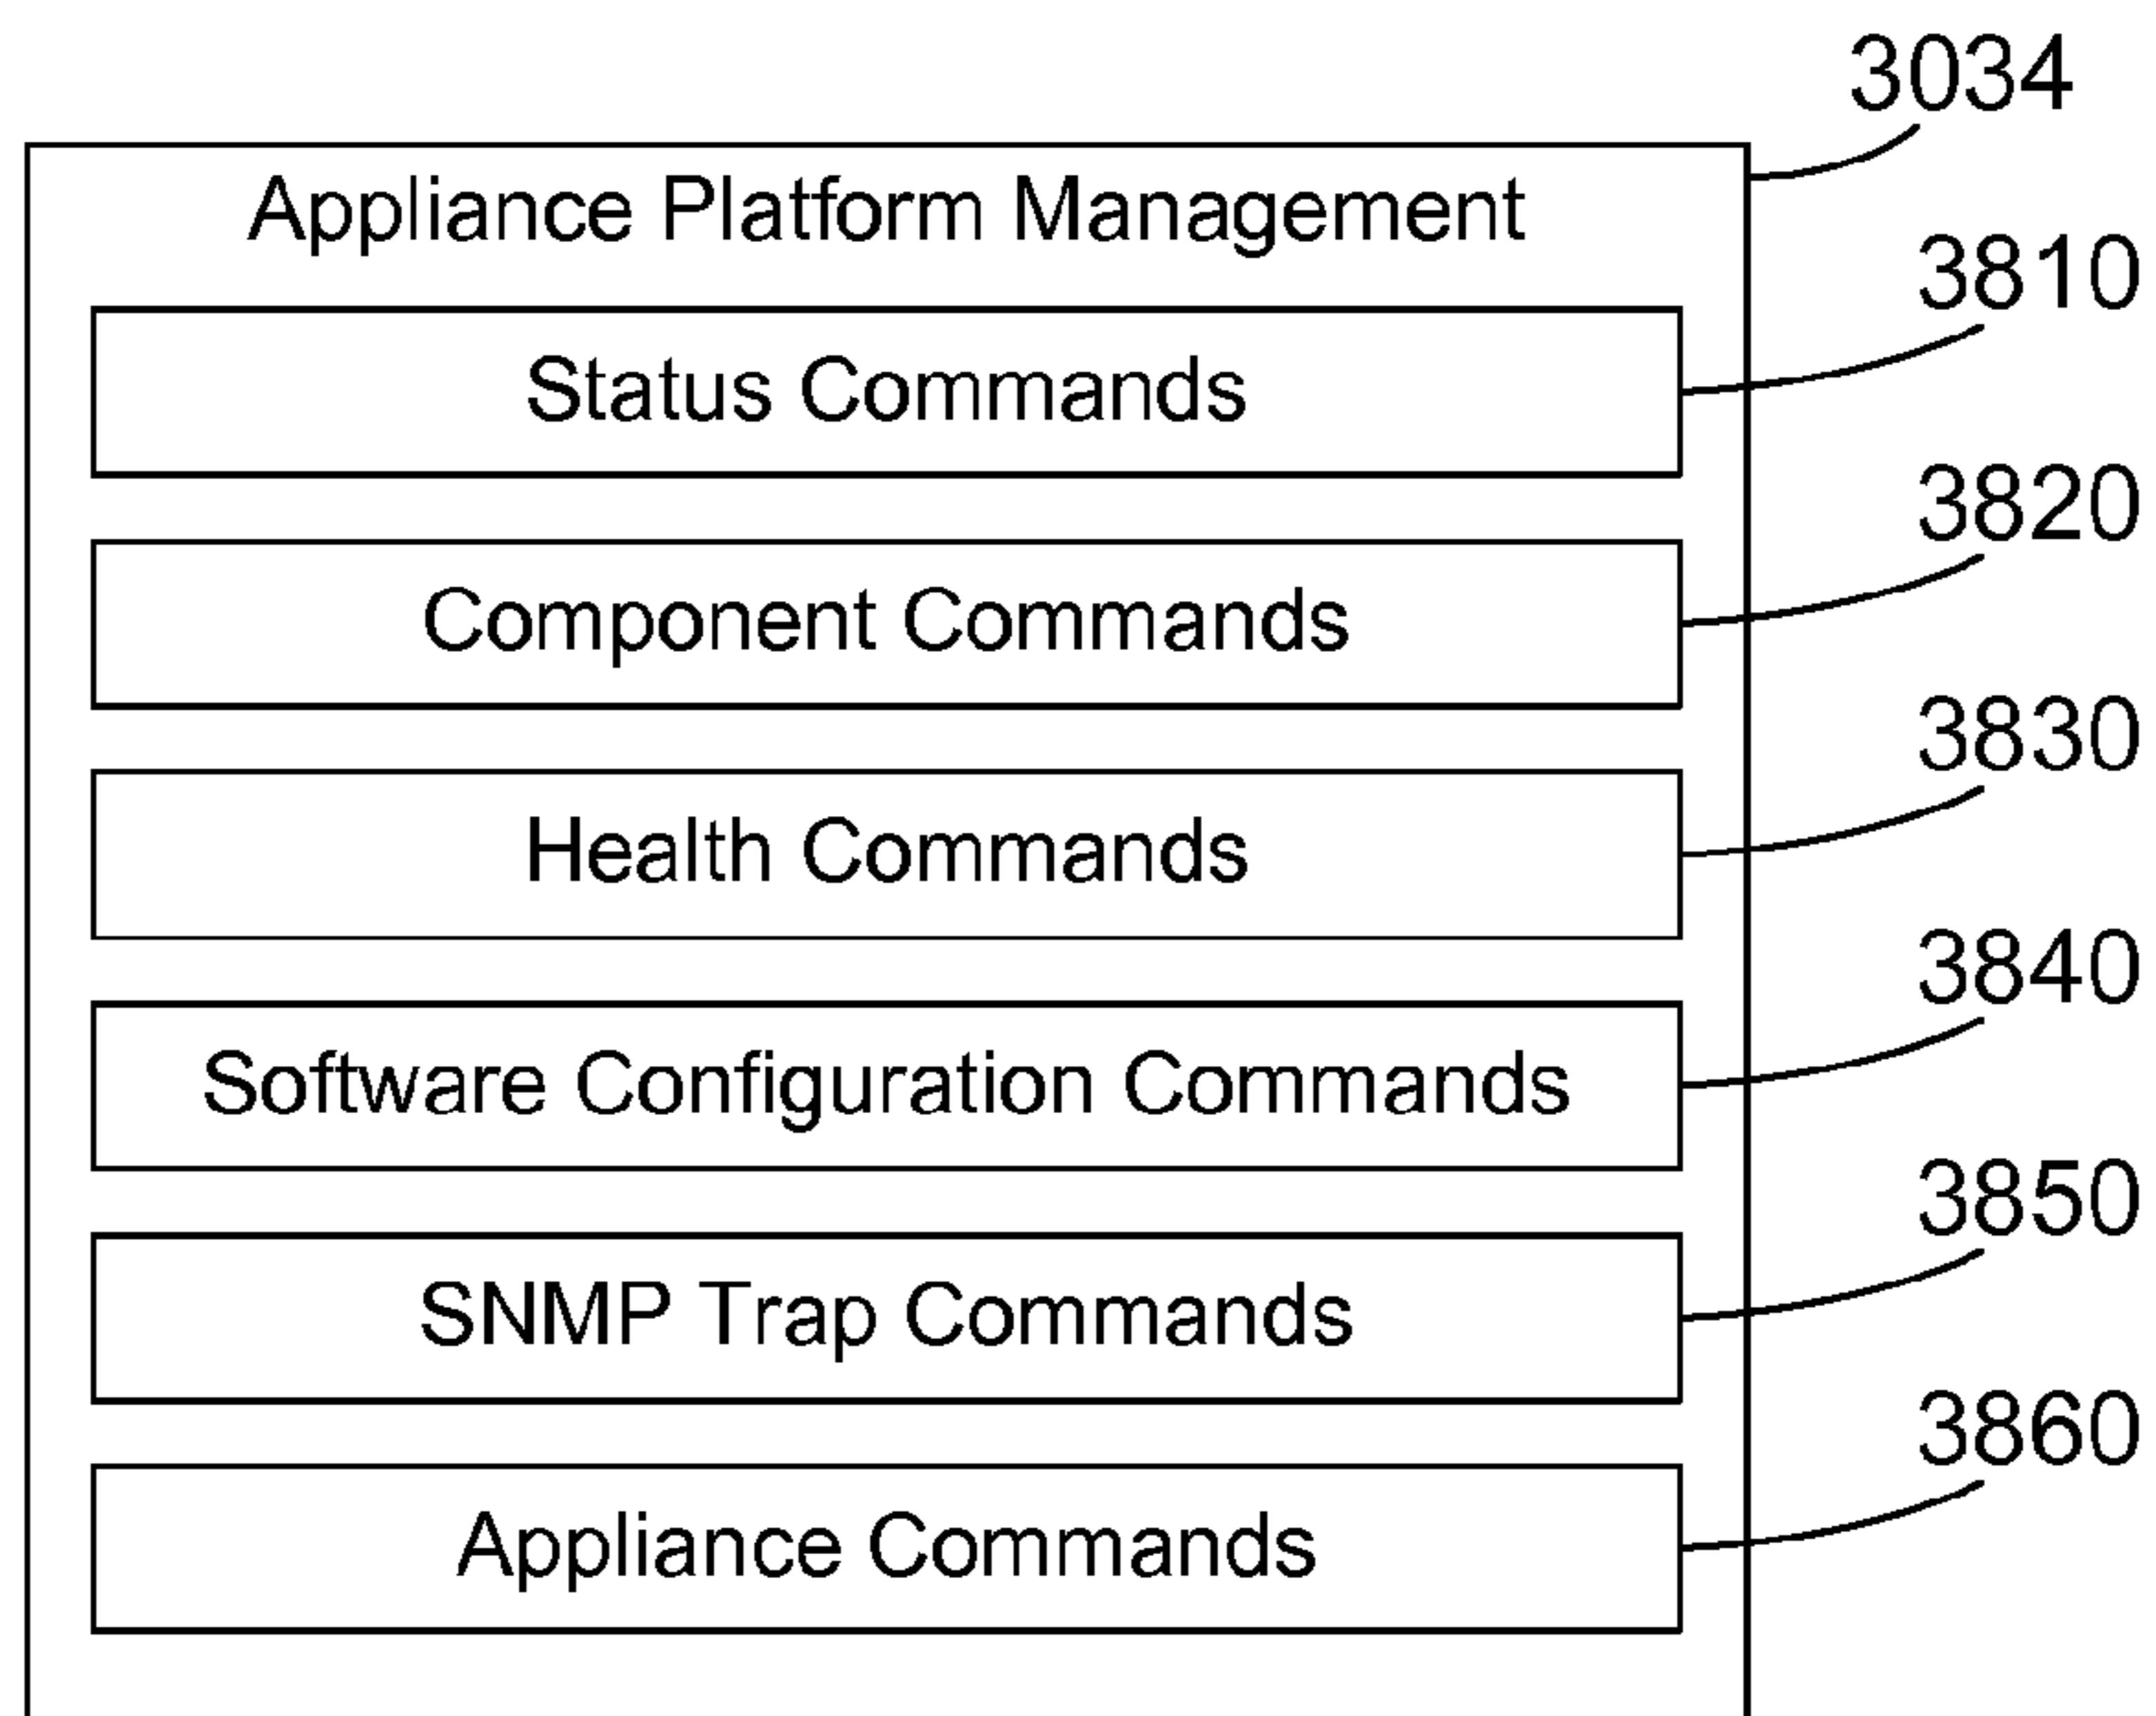 3034
Appliance Platform Management
3810
Status Commands
3820
Component Commands
3830
Health Commands
3840
Software Configuration Commands
3850
SNMP Trap Commands
3860
Appliance Commands